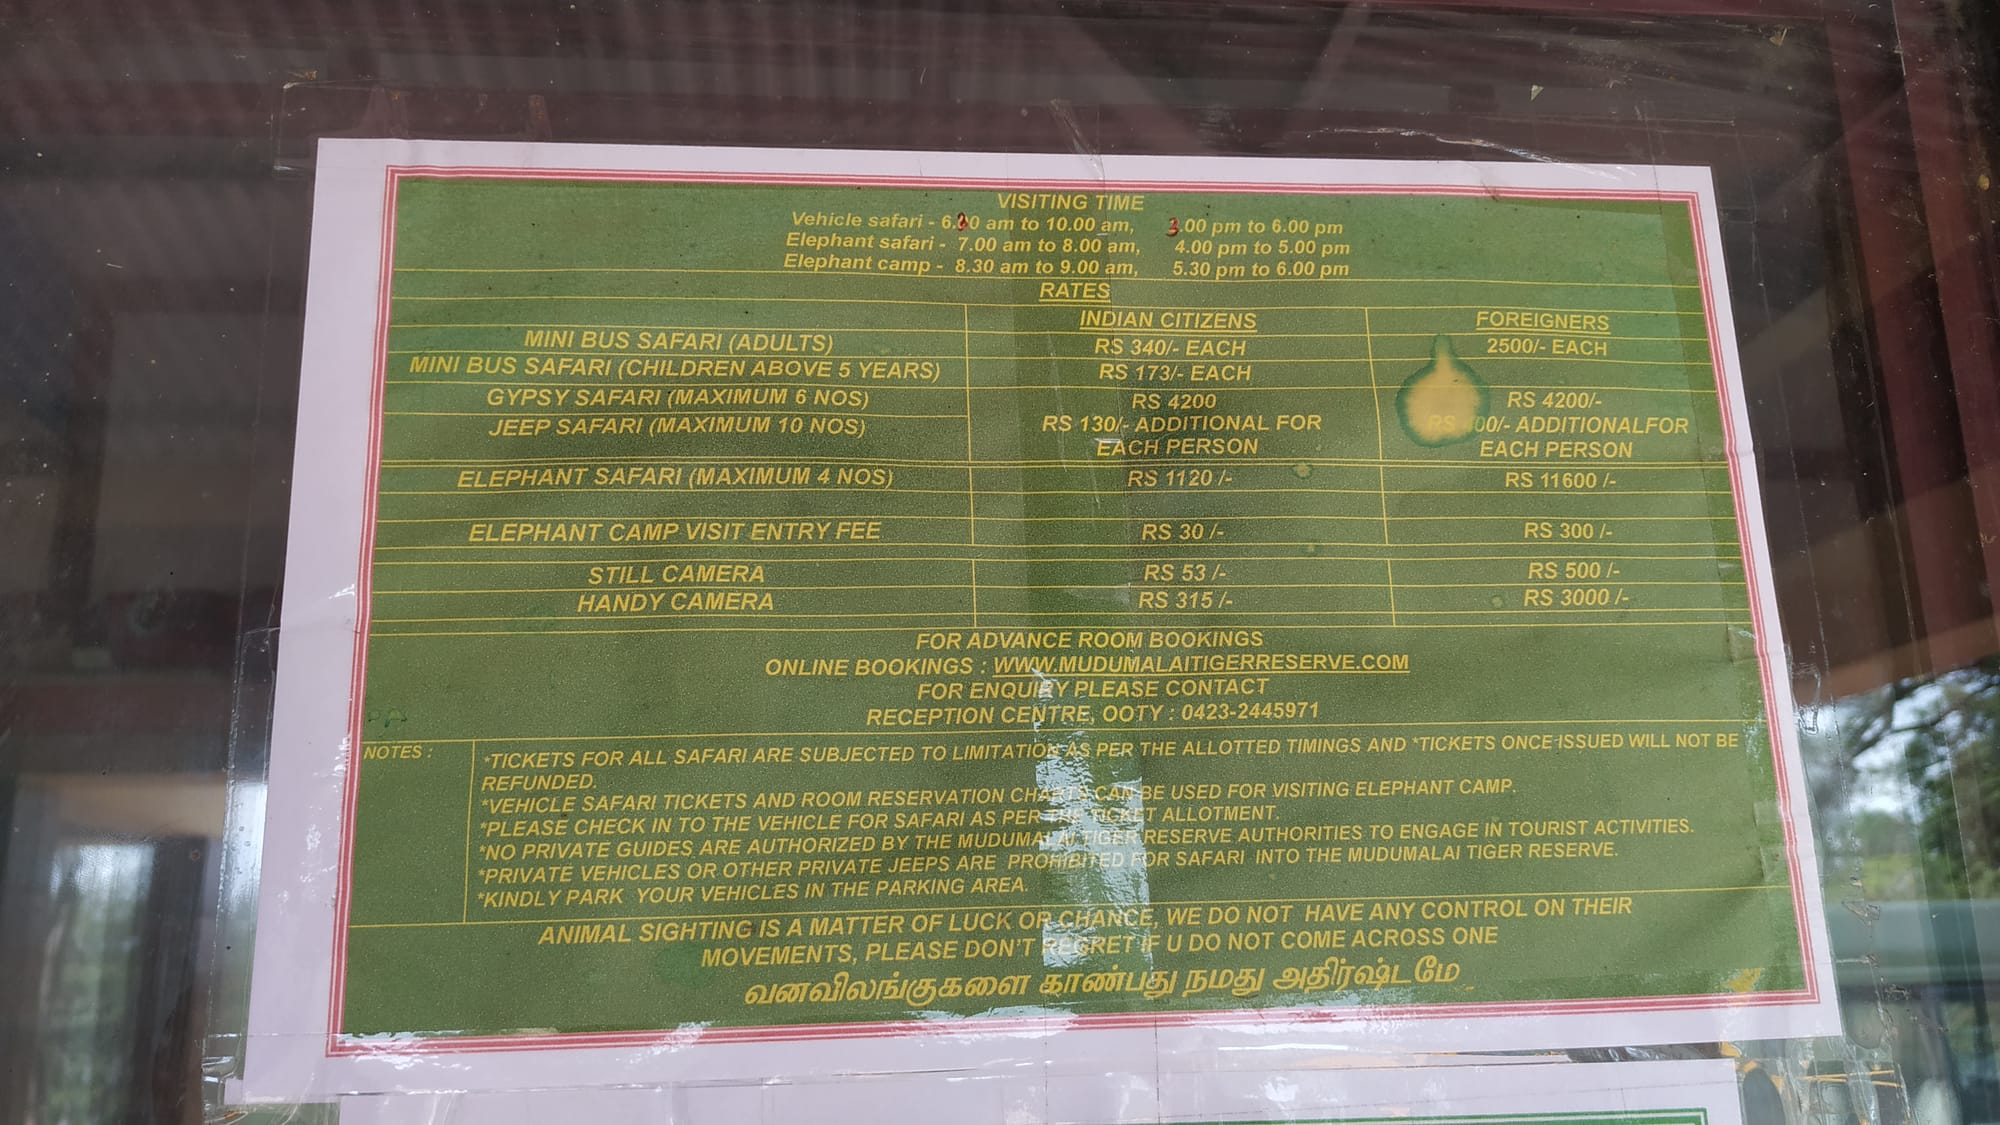 VISITING TIME
Vehicle safari - 6.30 am to 10.00 am, 3.00 pm to 6.00 pm
Elephant safari - 7.00 am to 8.00 am, 4.00 pm to 5.00 pm
Elephant camp - 8.30 am to 9.00 am, 5.30 pm to 6.00 pm
RATES
INDIAN CITIZENS FOREIGNERS
MINI BUS SAFARI (ADULTS) RS 340/- EACH 2500/- EACH
MINI BUS SAFARI (CHILDREN ABOVE 5 YEARS) RS 173/- EACH
GYPSY SAFARI (MAXIMUM 6 NOS) RS 4200 RS 4200/-
JEEP SAFARI (MAXIMUM 10 NOS) RS 130/- ADDITIONAL FOR RS ADDITIONALFOR
EACH PERSON EACH PERSON
ELEPHANT SAFARI (MAXIMUM 4 NOS) RS 1120 /- RS 11600 /-
ELEPHANT CAMP VISIT ENTRY FEE RS 30 /- RS 300 /-
STILL CAMERA RS 53 /- RS 500 /-
HANDY CAMERA RS 315 /- RS 3000 /-
FOR ADVANCE ROOM BOOKINGS
ONLINE BOOKINGS : WWW.MUDUMALAITIGERRESERVE.COM
FOR ENQUIRY PLEASE CONTACT
RECEPTION CENTRE, OOTY : 0423-2445971
NOTES : *TICKETS FOR ALL SAFARI ARE SUBJECTED TO LIMITATION AS PER THE ALLOTTED TIMINGS AND *TICKETS ONCE ISSUED WILL NOT BE
REFUNDED.
*VEHICLE SAFARI TICKETS AND ROOM RESERVATION CHARTS CAN BE USED FOR VISITING ELEPHANT CAMP.
*PLEASE CHECK IN TO THE VEHICLE FOR SAFARI AS PER THE TICKET ALLOTMENT.
*NO PRIVATE GUIDES ARE AUTHORIZED BY THE MUDUMALAI TIGER RESERVE AUTHORITIES TO ENGAGE IN TOURIST ACTIVITIES.
*PRIVATE VEHICLES OR OTHER PRIVATE JEEPS ARE PROHIBITED FOR SAFARI INTO THE MUDUMALAI TIGER RESERVE.
*KINDLY PARK YOUR VEHICLES IN THE PARKING AREA.
ANIMAL SIGHTING IS A MATTER OF LUCK OR CHANCE, WE DO NOT HAVE ANY CONTROL ON THEIR
MOVEMENTS, PLEASE DON'T REGRET IF U DO NOT COME ACROSS ONE
வனவிலங்குகளை காண்பது நமது அதிர்ஷ்டமே